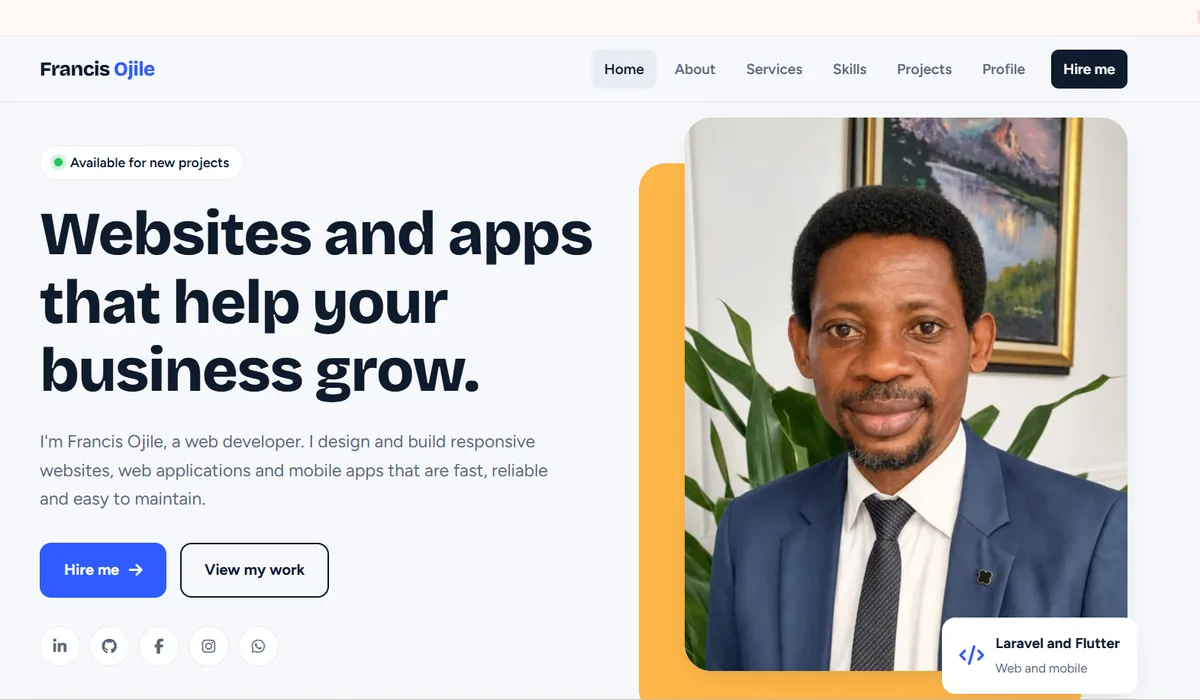 Francis Ojile
Home
About
Services
Skills
Projects
Profile
Hire me
Available for new projects
Websites and apps
that help your
business grow.
I'm Francis Ojile, a web developer. I design and build responsive
websites, web applications and mobile apps that are fast, reliable
and easy to maintain.
Hire me →
View my work
in
</> Laravel and Flutter
Web and mobile